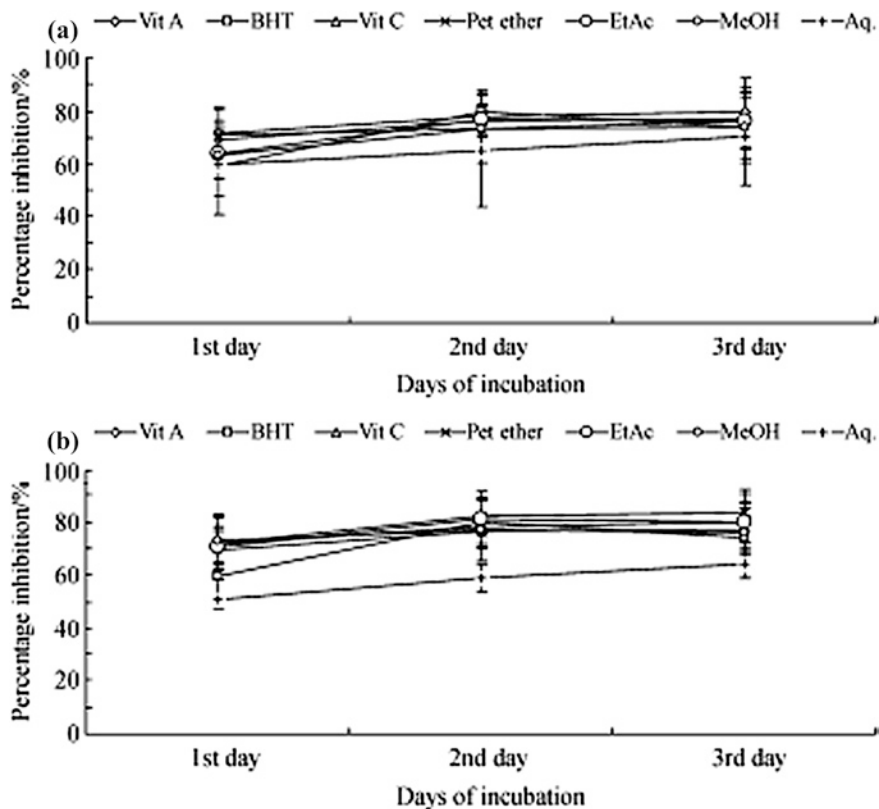 (a) Vit A BHT Vit C Pet ether EtAc MeOH Aq.
Percentage inhibition/%
100
80
60
40
20
0
1st day 2nd day 3rd day
Days of incubation
(b) Vit A BHT Vit C Pet ether EtAc MeOH Aq.
Percentage inhibition/%
100
80
60
40
20
0
1st day 2nd day 3rd day
Days of incubation